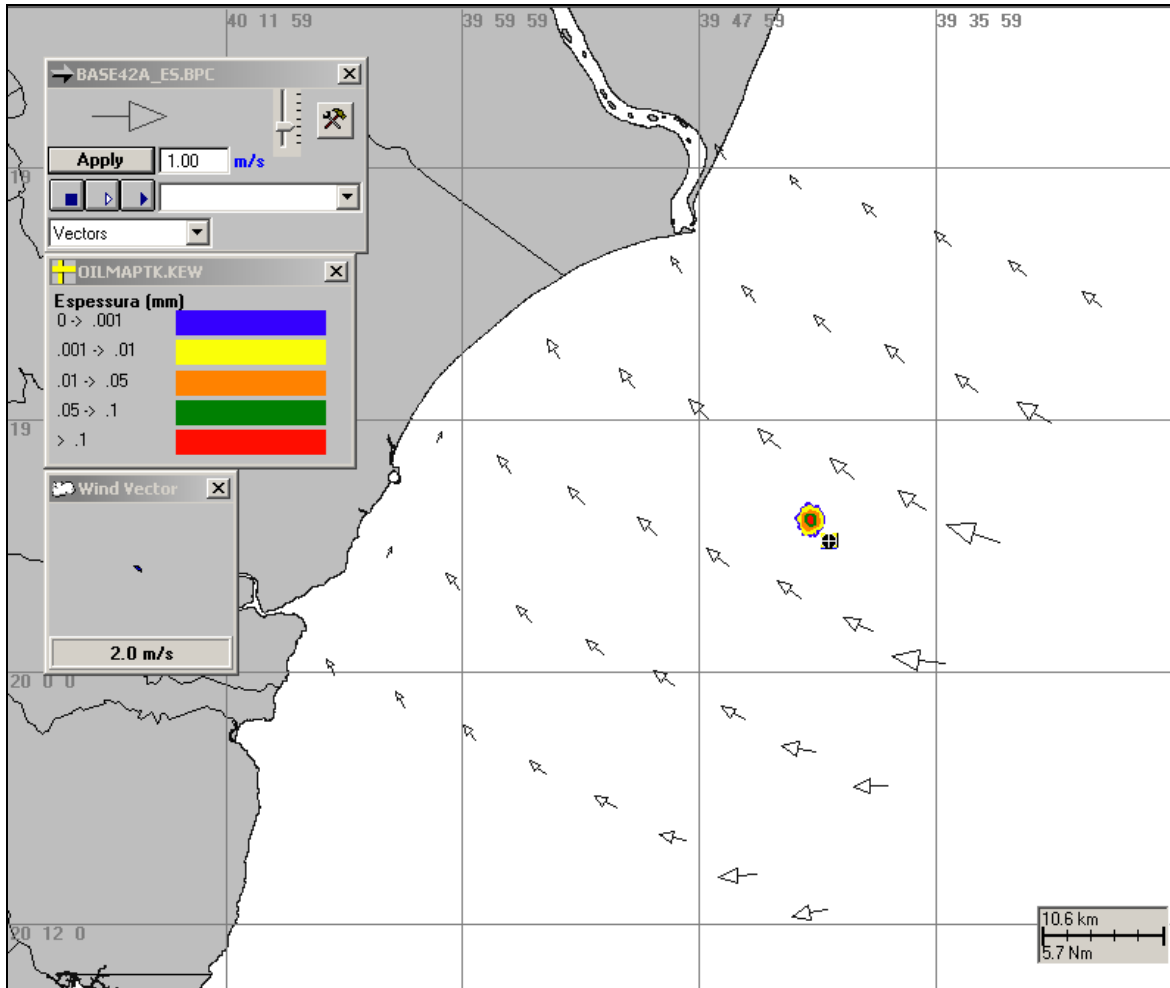 40 11 59
39 59 59
39 47 59
39 35 59
BASE42A_ES.BPC
Apply
1.00
m/s
19
Vectors
OILMAPTK.KEW
Espessura (mm)
0 -> .001
.001 -> .01
.01 -> .05
.05 -> .1
> .1
19
Wind Vector
2.0 m/s
20 0 0
20 12 0
10.6 km
5.7 Nm